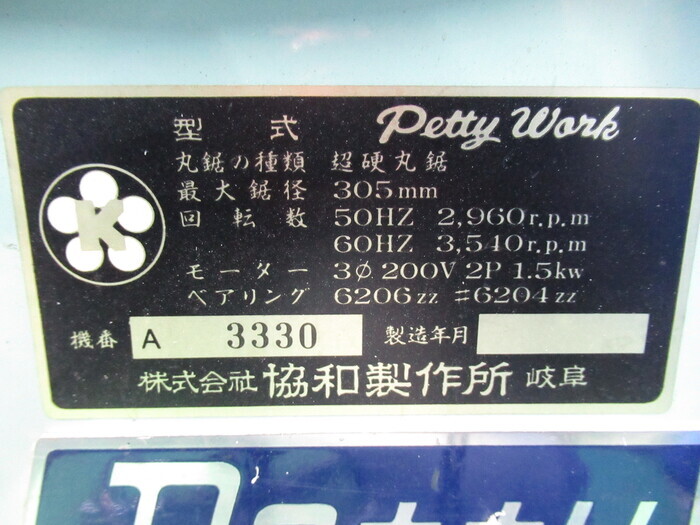 型式 Petty Work
丸鋸の種類 超硬丸鋸
最大鋸径 305mm
回転数 50HZ 2,960r.p.m
60HZ 3,540r.p.m
モーター 3φ200V 2P 1.5kw
ベアリング 6206zz #6204zz
K
機番 A 3330 製造年月
株式会社 協和製作所 岐阜